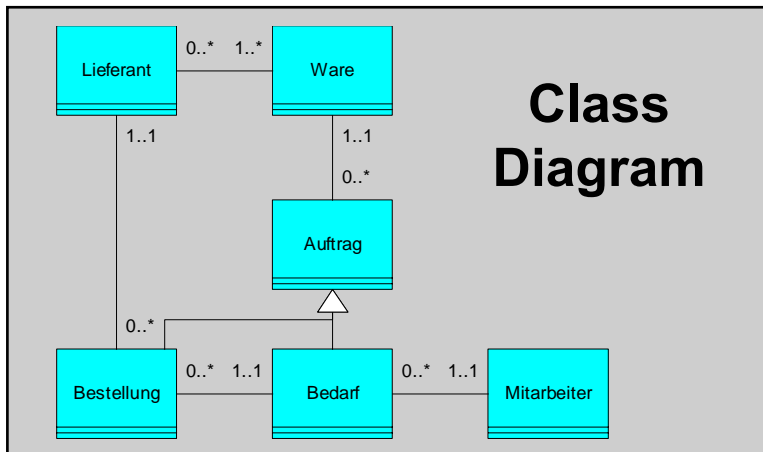 0..* 1..*
Lieferant
Ware
Class
Diagram
1..1
1..1
0..*
Auftrag
0..*
0..* 1..1
0..* 1..1
Bestellung
Bedarf
Mitarbeiter